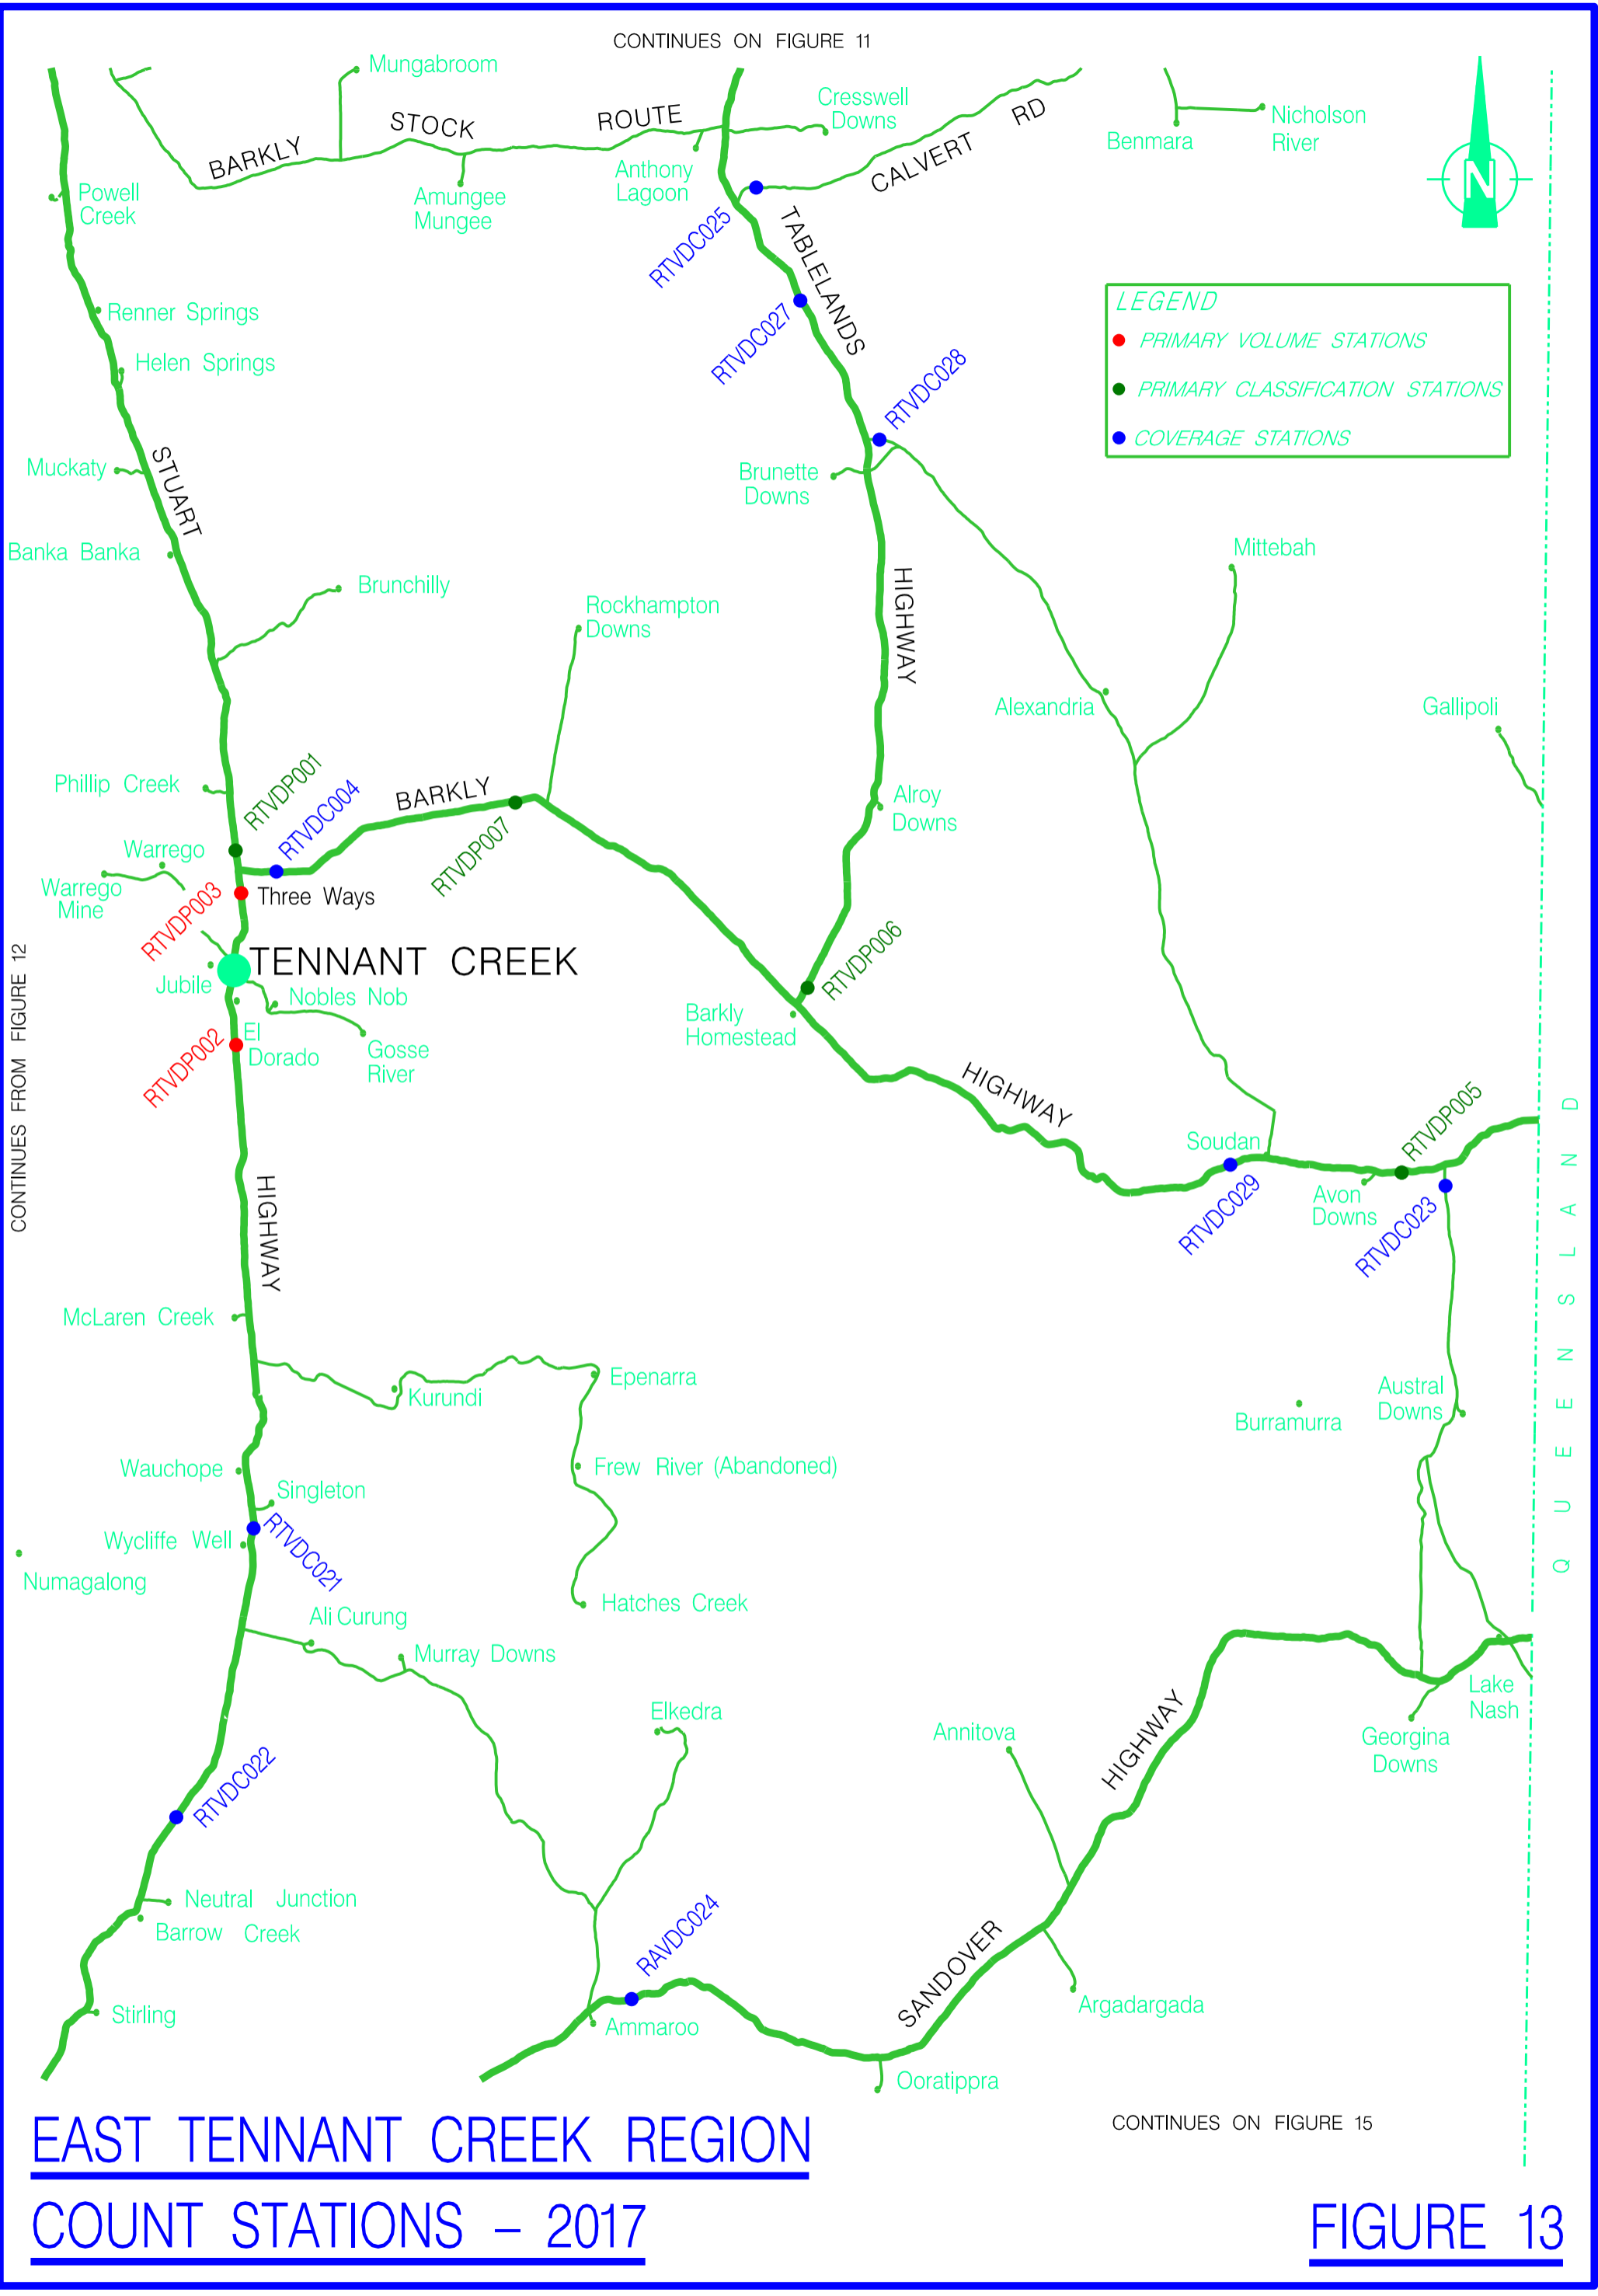 CONTINUES ON FIGURE 11
Mungabroom
BARKLY STOCK ROUTE
Cresswell
Downs
CALVERT RD
Nicholson
River
Benmara
Anthony
Lagoon
Amungee
Mungee
Powell
Creek
N
RTVDC025
TABLELANDS
Renner Springs
RTVDC027
LEGEND
PRIMARY VOLUME STATIONS
PRIMARY CLASSIFICATION STATIONS
COVERAGE STATIONS
Helen Springs
RTVDC028
Muckaty
STUART
Brunette
Downs
Banka Banka
Mittebah
Brunchilly
HIGHWAY
Rockhampton
Downs
Alexandria
Gallipoli
Phillip Creek
RTVDP001
RTVDC004
BARKLY
Alroy
Downs
RTVDP007
Warrego
Warrego
Mine
RTVDP003
Three Ways
TENNANT CREEK
RTVDP006
Jubile
Nobles Nob
Barkly
Homestead
El
Dorado
RTVDP002
Gosse
River
CONTINUES FROM FIGURE 12
HIGHWAY
Soudan
RTVDP005
QUEENSLAND
HIGHWAY
RTVDC029
Avon
Downs
RTVDC023
McLaren Creek
Epenarra
Kurundi
Austral
Downs
Burramurra
Wauchope
Frew River (Abandoned)
Singleton
Wycliffe Well
RTVDC021
Numagalong
Hatches Creek
Ali Curung
Murray Downs
Elkedra
Annitova
HIGHWAY
Lake
Nash
Georgina
Downs
RTVDC022
Neutral Junction
Barrow Creek
RAVDC024
SANDOVER
Stirling
Ammaroo
Argadargada
Ooratippra
CONTINUES ON FIGURE 15
EAST TENNANT CREEK REGION
COUNT STATIONS - 2017
FIGURE 13